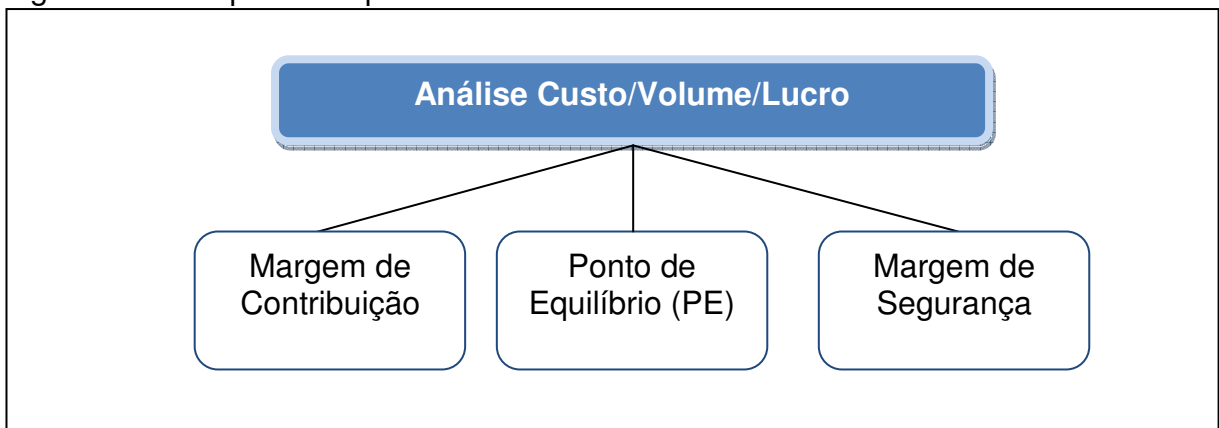 Análise Custo/Volume/Lucro
Margem de
Contribuição
Ponto de
Equilíbrio (PE)
Margem de
Segurança